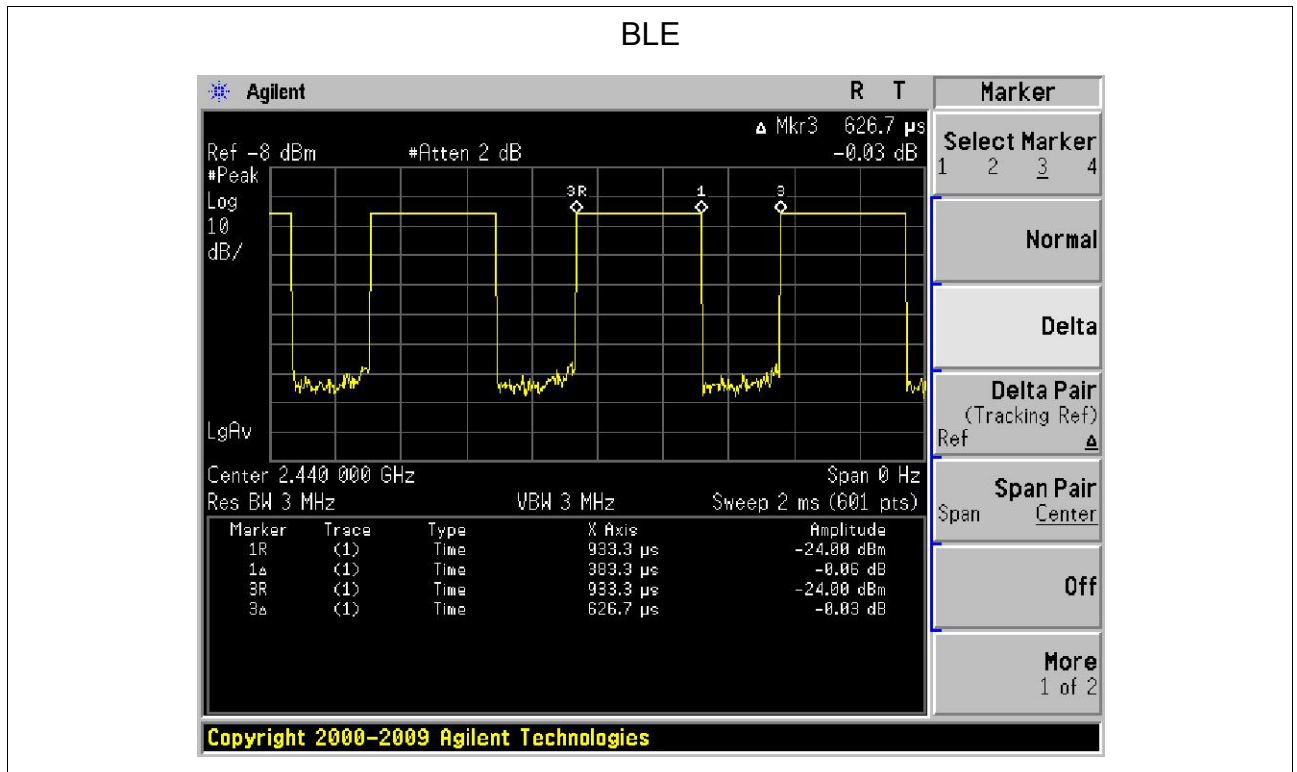 BLE
Agilent R T Marker
Δ Mkr3 626.7 µs
Ref -8 dBm #Atten 2 dB -0.03 dB
#Peak
Log
10
dB/
3R 1 3
LgAv
Center 2.440 000 GHz Span 0 Hz
Res BW 3 MHz VBW 3 MHz Sweep 2 ms (601 pts)
Marker Trace Type X Axis Amplitude
1R (1) Time 933.3 µs -24.00 dBm
1Δ (1) Time 383.3 µs -0.06 dB
3R (1) Time 933.3 µs -24.00 dBm
3Δ (1) Time 626.7 µs -0.03 dB
Select Marker
1 2 3 4
Normal
Delta
Delta Pair
(Tracking Ref)
Ref Δ
Span Pair
Span Center
Off
More
1 of 2
Copyright 2000-2009 Agilent Technologies